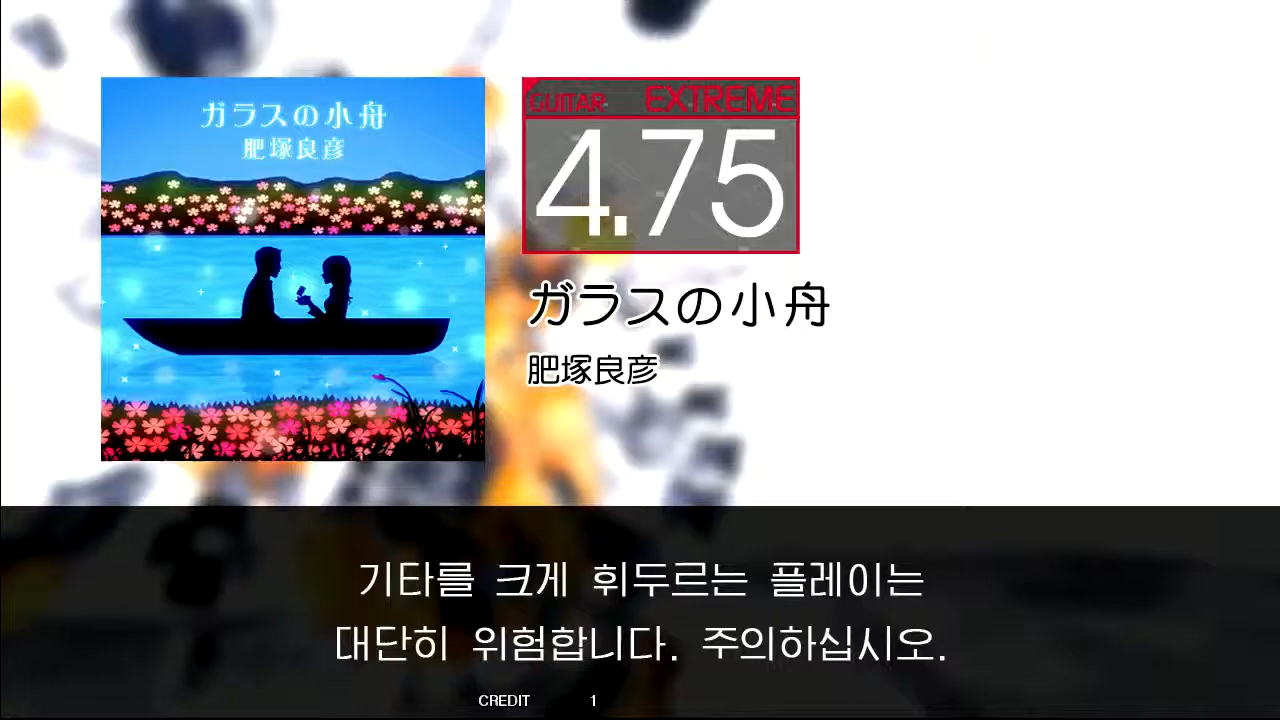 ガラスの小舟
肥塚良彦
GUITAR EXTREME
4.75
ガラスの小舟
肥塚良彦
기타를 크게 휘두르는 플레이는
대단히 위험합니다. 주의하십시오.
CREDIT 1